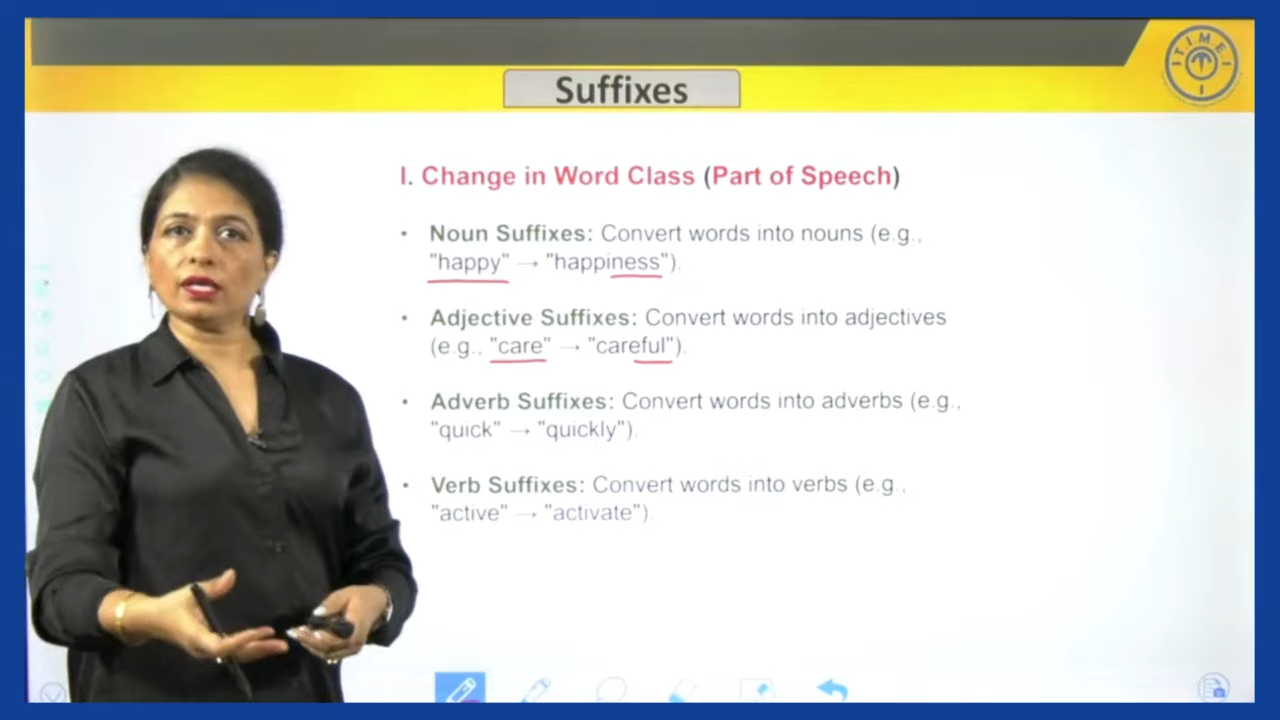 T.I.M.E.
Suffixes
I. Change in Word Class (Part of Speech)
• Noun Suffixes: Convert words into nouns (e.g.,
"happy" → "happiness").
• Adjective Suffixes: Convert words into adjectives
(e.g., "care" → "careful").
• Adverb Suffixes: Convert words into adverbs (e.g.,
"quick" → "quickly").
• Verb Suffixes: Convert words into verbs (e.g.,
"active" → "activate").